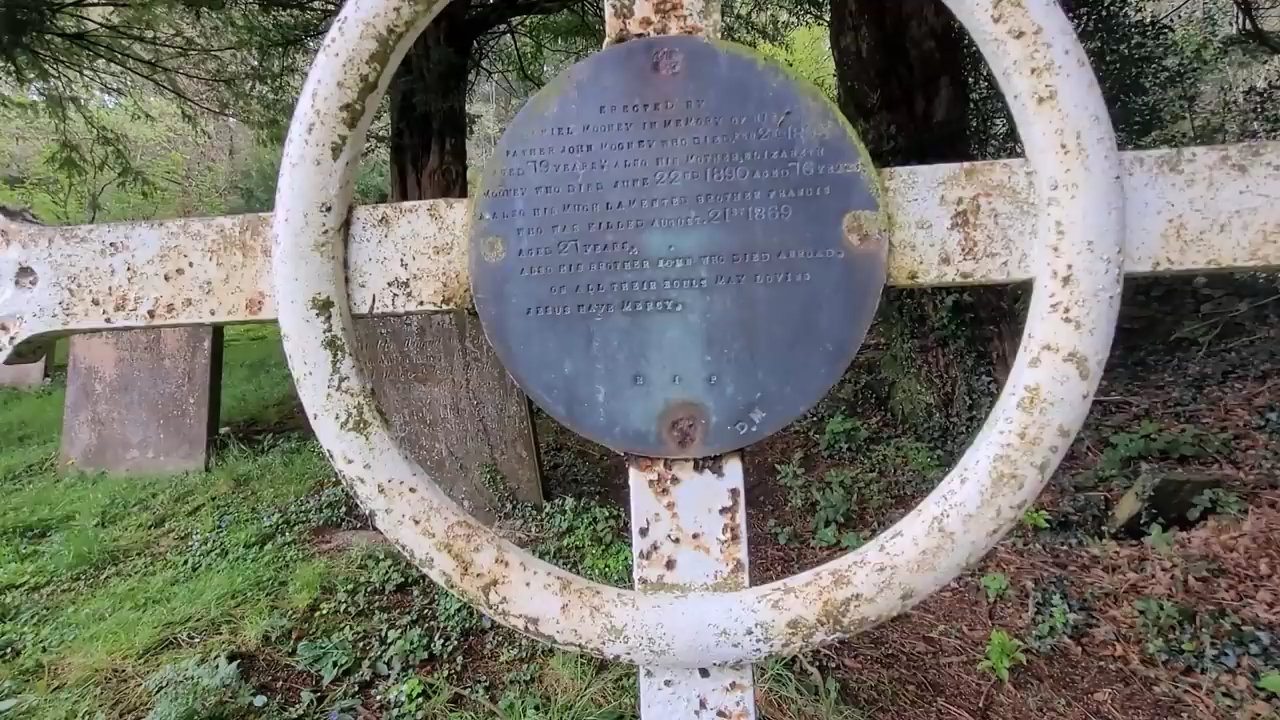 ERECTED BY
DANIEL MOONEY IN MEMORY OF HIS
FATHER JOHN MOONEY WHO DIED
AGED 79 YEARS ALSO HIS MOTHER ELIZABETH
MOONEY WHO DIED JUNE 22ND 1890 AGED 76 YEARS
ALSO HIS MUCH LAMENTED BROTHER FRANCIS
WHO WAS KILLED AUGUST. 21ST 1869
AGED 27 YEARS,
ALSO HIS BROTHER WHO DIED ABROAD
ON ALL THEIR SOULS MAY LOVING
JESUS HAVE MERCY.
R I P
D.M